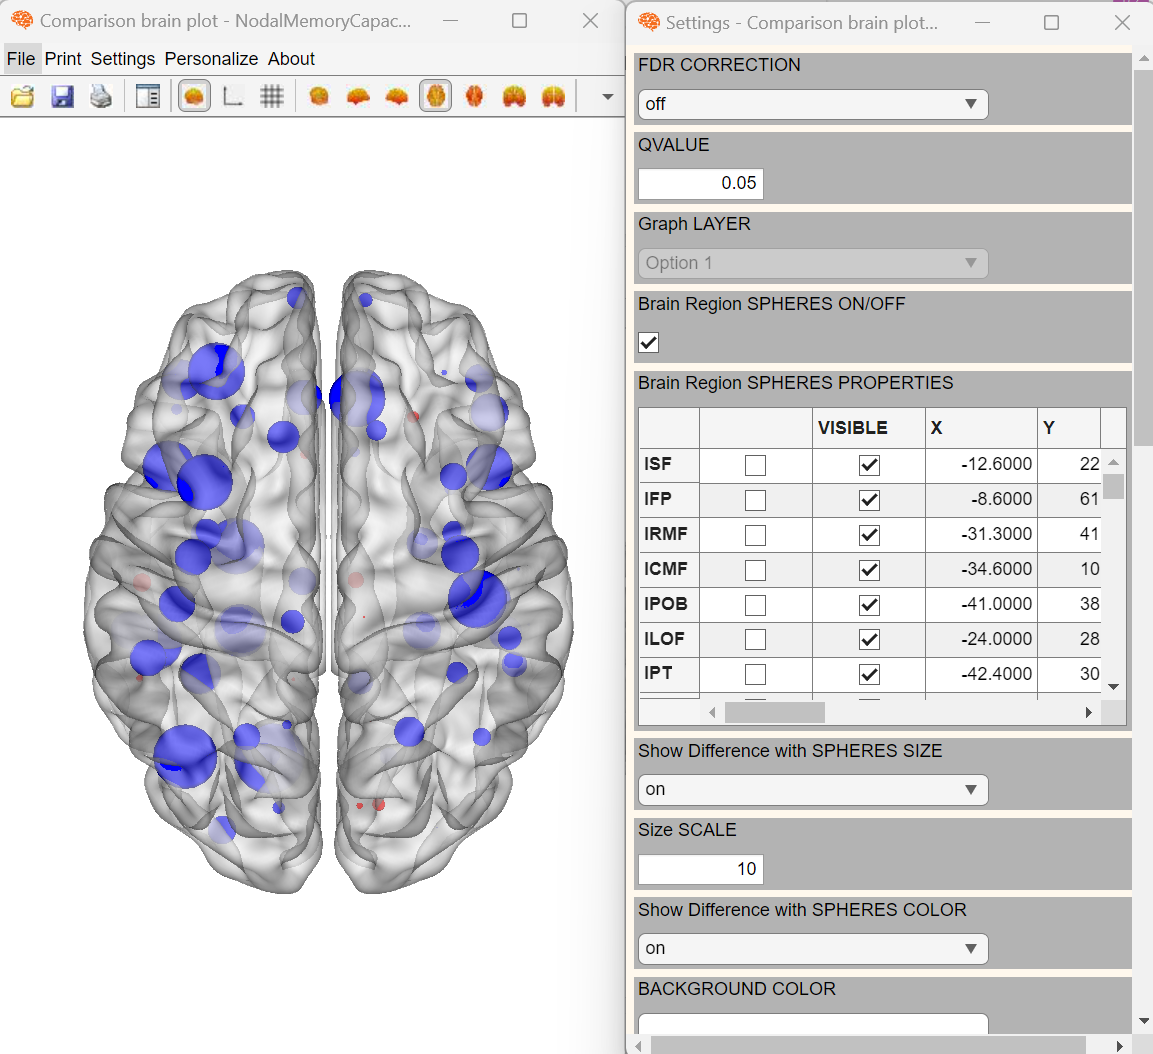 Comparison brain plot - NodalMemoryCapac...
File Print Settings Personalize About
Settings - Comparison brain plot...
FDR CORRECTION
off
QVALUE
0.05
Graph LAYER
Option 1
Brain Region SPHERES ON/OFF
Brain Region SPHERES PROPERTIES
VISIBLE X Y
lSF -12.6000 22
lFP -8.6000 61
lRMF -31.3000 41
lCMF -34.6000 10
lPOB -41.0000 38
lLOF -24.0000 28
lPT -42.4000 30
Show Difference with SPHERES SIZE
on
Size SCALE
10
Show Difference with SPHERES COLOR
on
BACKGROUND COLOR